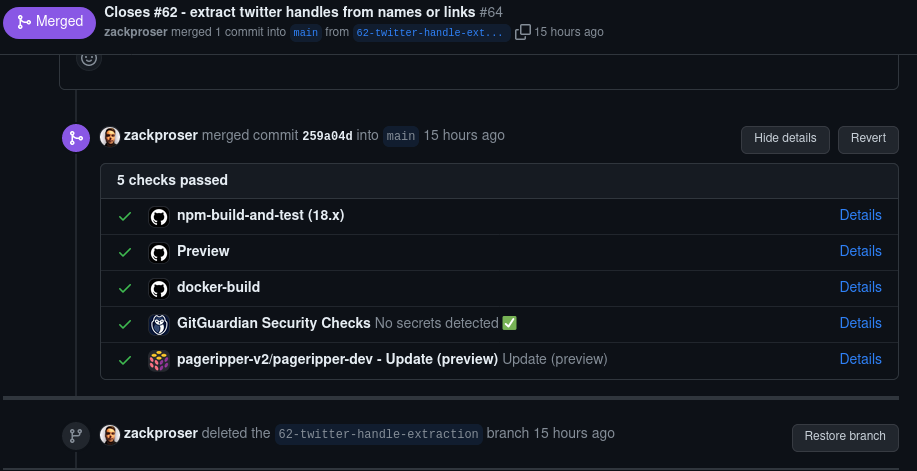 Merged
Closes #62 - extract twitter handles from names or links #64
zackproser merged 1 commit into main from 62-twitter-handle-ext... 15 hours ago
zackproser merged commit 259a04d into main 15 hours ago
Hide details
Revert
5 checks passed
npm-build-and-test (18.x) Details
Preview Details
docker-build Details
GitGuardian Security Checks No secrets detected ✅ Details
pageripper-v2/pageripper-dev - Update (preview) Update (preview) Details
zackproser deleted the 62-twitter-handle-extraction branch 15 hours ago
Restore branch